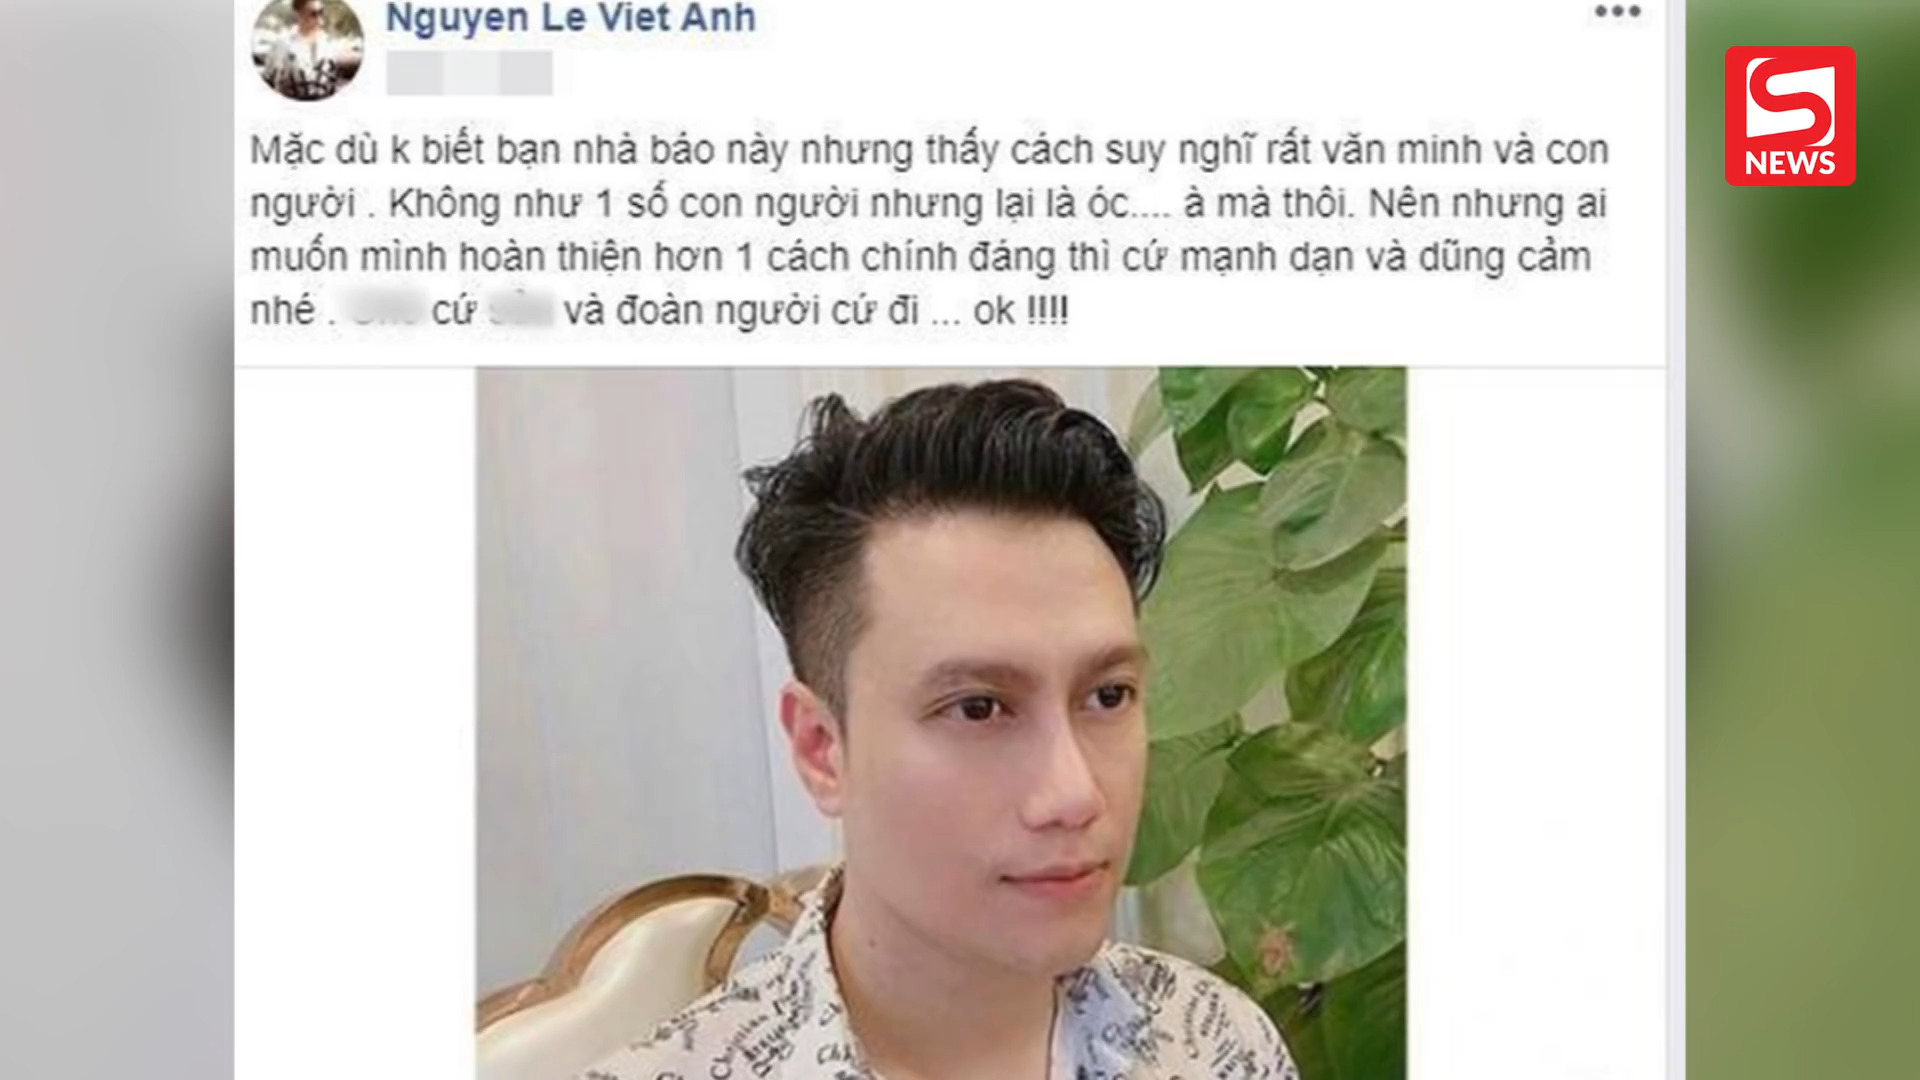 Nguyen Le Viet Anh
Mặc dù k biết bạn nhà báo này nhưng thấy cách suy nghĩ rất văn minh và con
người . Không như 1 số con người nhưng lại là óc.... à mà thôi. Nên nhưng ai
muốn mình hoàn thiện hơn 1 cách chính đáng thì cứ mạnh dạn và dũng cảm
nhé . cứ và đoàn người cứ đi ... ok !!!!
S
NEWS
Christian
Chri